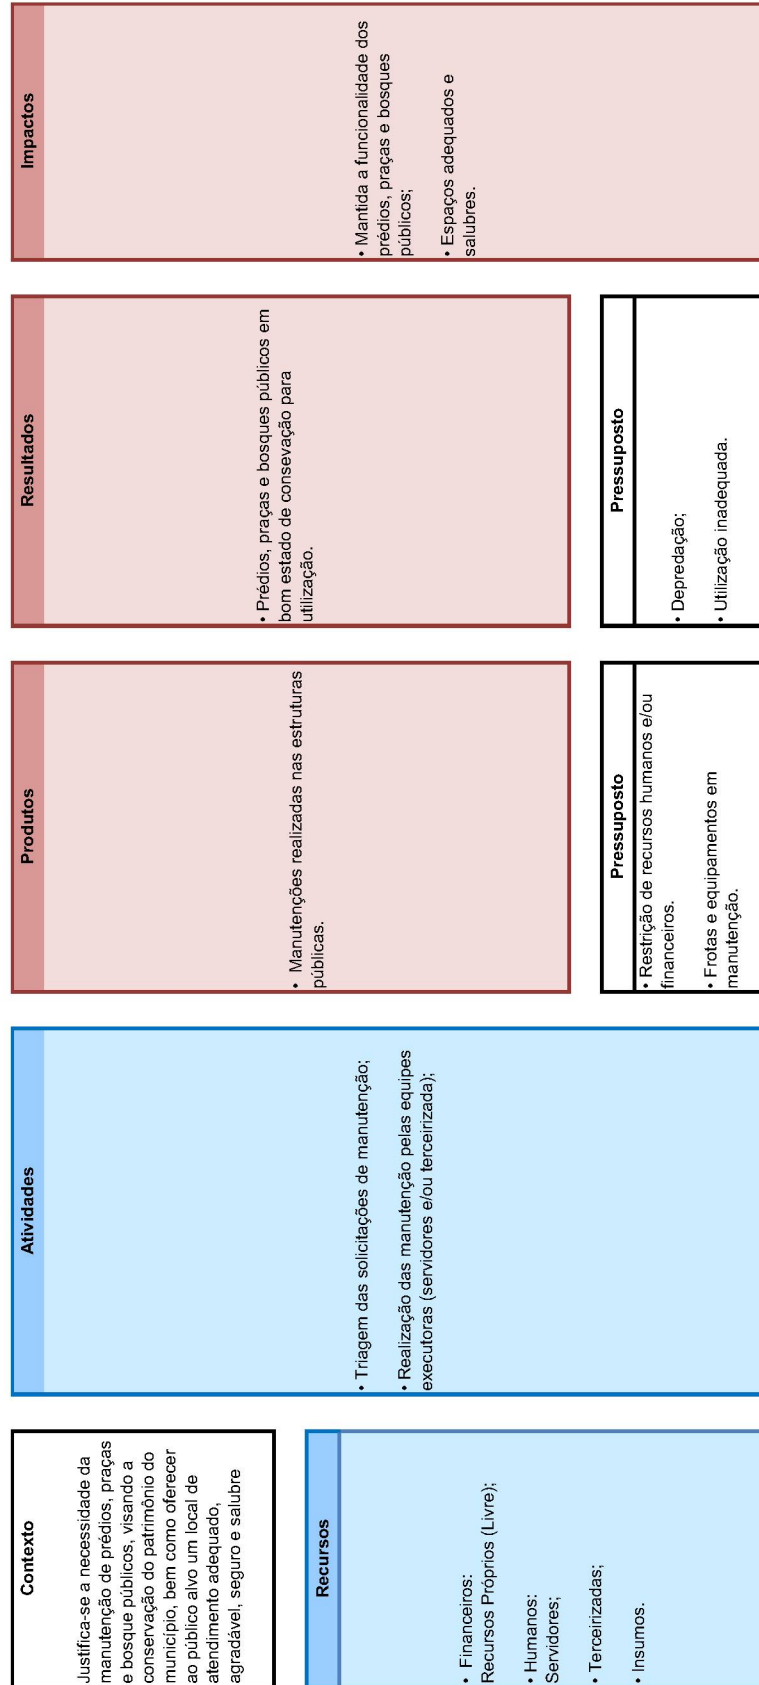 Contexto
Justifica-se a necessidade da
manutenção de prédios, praças
e bosque públicos, visando a
conservação do patrimônio do
município, bem como oferecer
ao público alvo um local de
atendimento adequado,
agradável, seguro e salubre
Recursos
• Financeiros:
Recursos Próprios (Livre);
• Humanos:
Servidores;
• Terceirizadas;
• Insumos.
Atividades
• Triagem das solicitações de manutenção;
• Realização das manutenção pelas equipes
executoras (servidores e/ou terceirizada);
Produtos
• Manutenções realizadas nas estruturas
públicas.
Pressuposto
• Restrição de recursos humanos e/ou
financeiros.
• Frotas e equipamentos em
manutenção.
Resultados
• Prédios, praças e bosques públicos em
bom estado de consevação para
utilização.
Pressuposto
• Depredação;
• Utilização inadequada.
Impactos
• Mantida a funcionalidade dos
prédios, praças e bosques
públicos;
• Espaços adequados e
salubres.